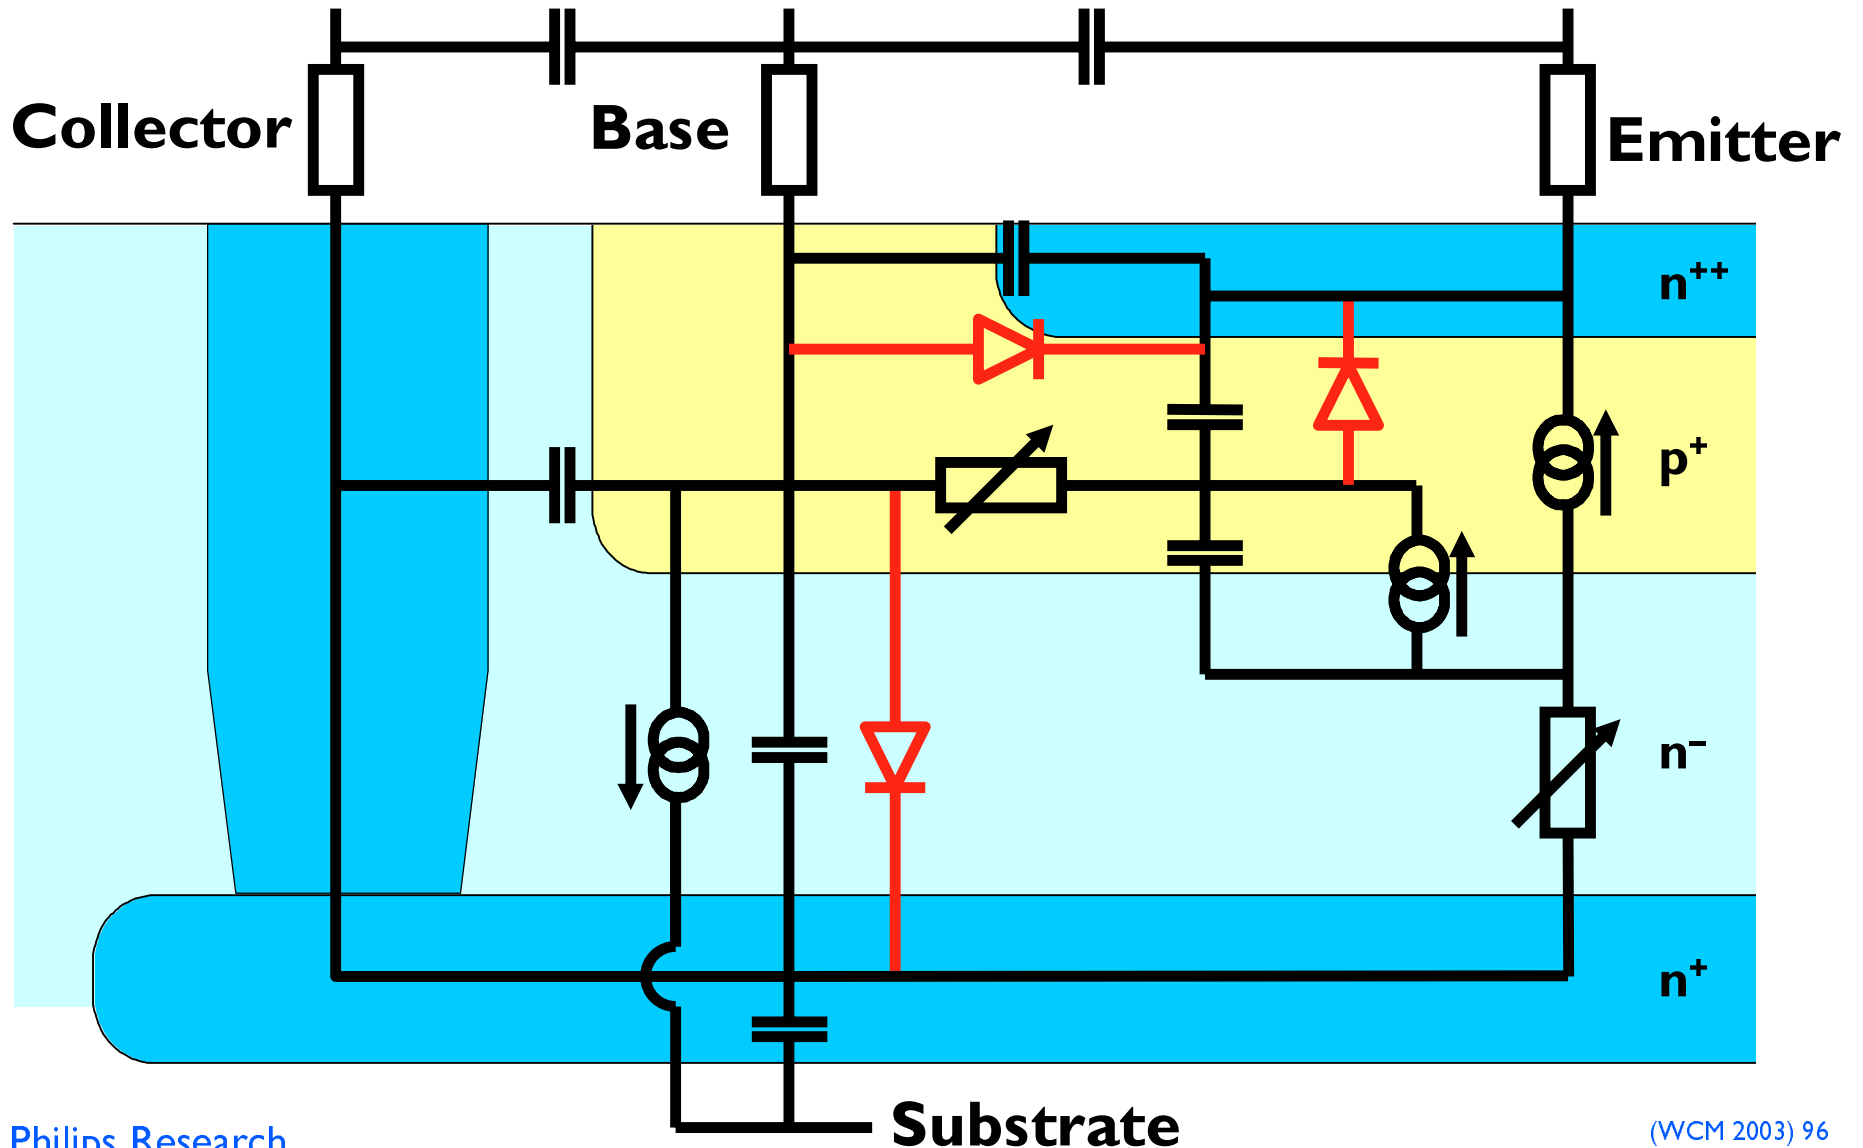 Collector
Base
Emitter
n++
p+
n−
n+
Substrate
Philips Research
(WCM 2003) 96